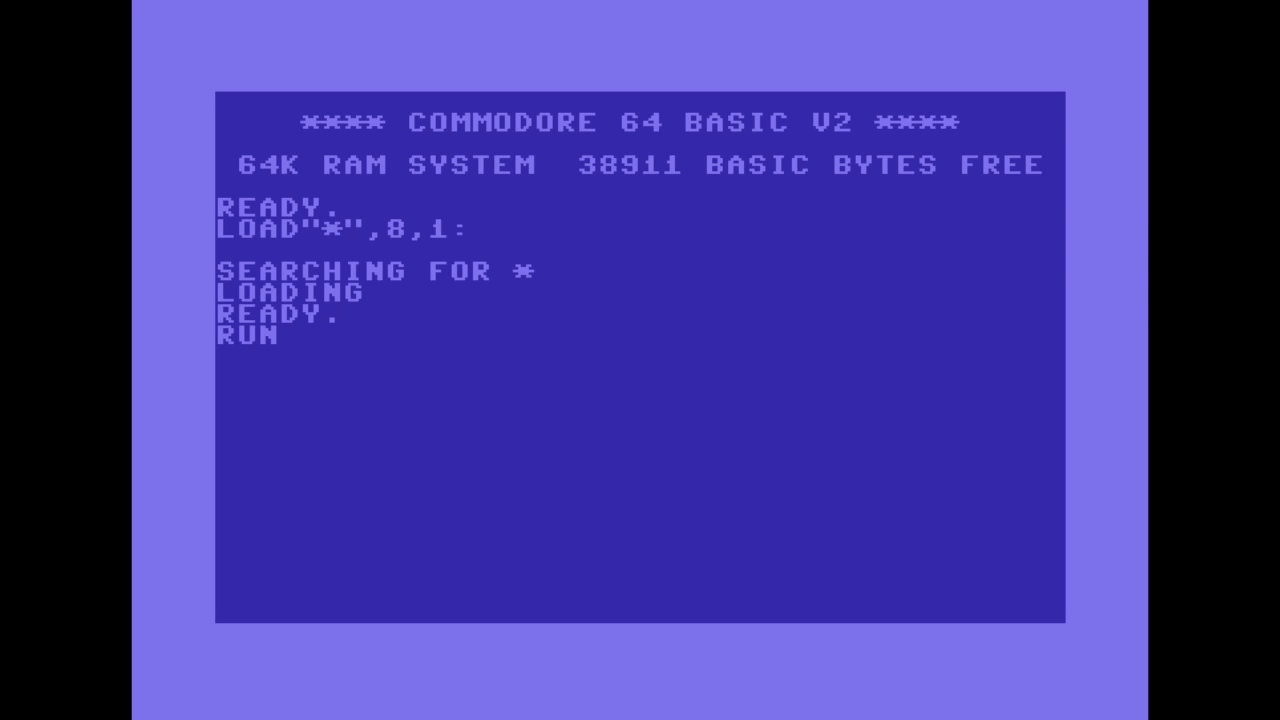 **** COMMODORE 64 BASIC V2 ****
64K RAM SYSTEM  38911 BASIC BYTES FREE
READY.
LOAD"*",8,1:
SEARCHING FOR *
LOADING
READY.
RUN